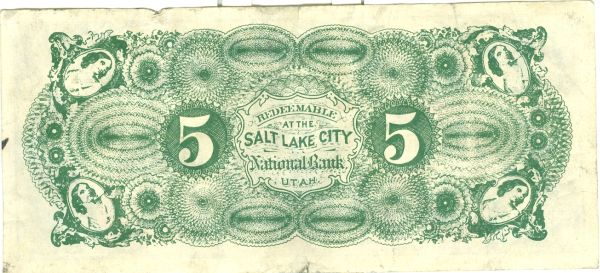 5
REDEEMABLE
AT THE
SALT LAKE CITY
National Bank
UTAH.
5